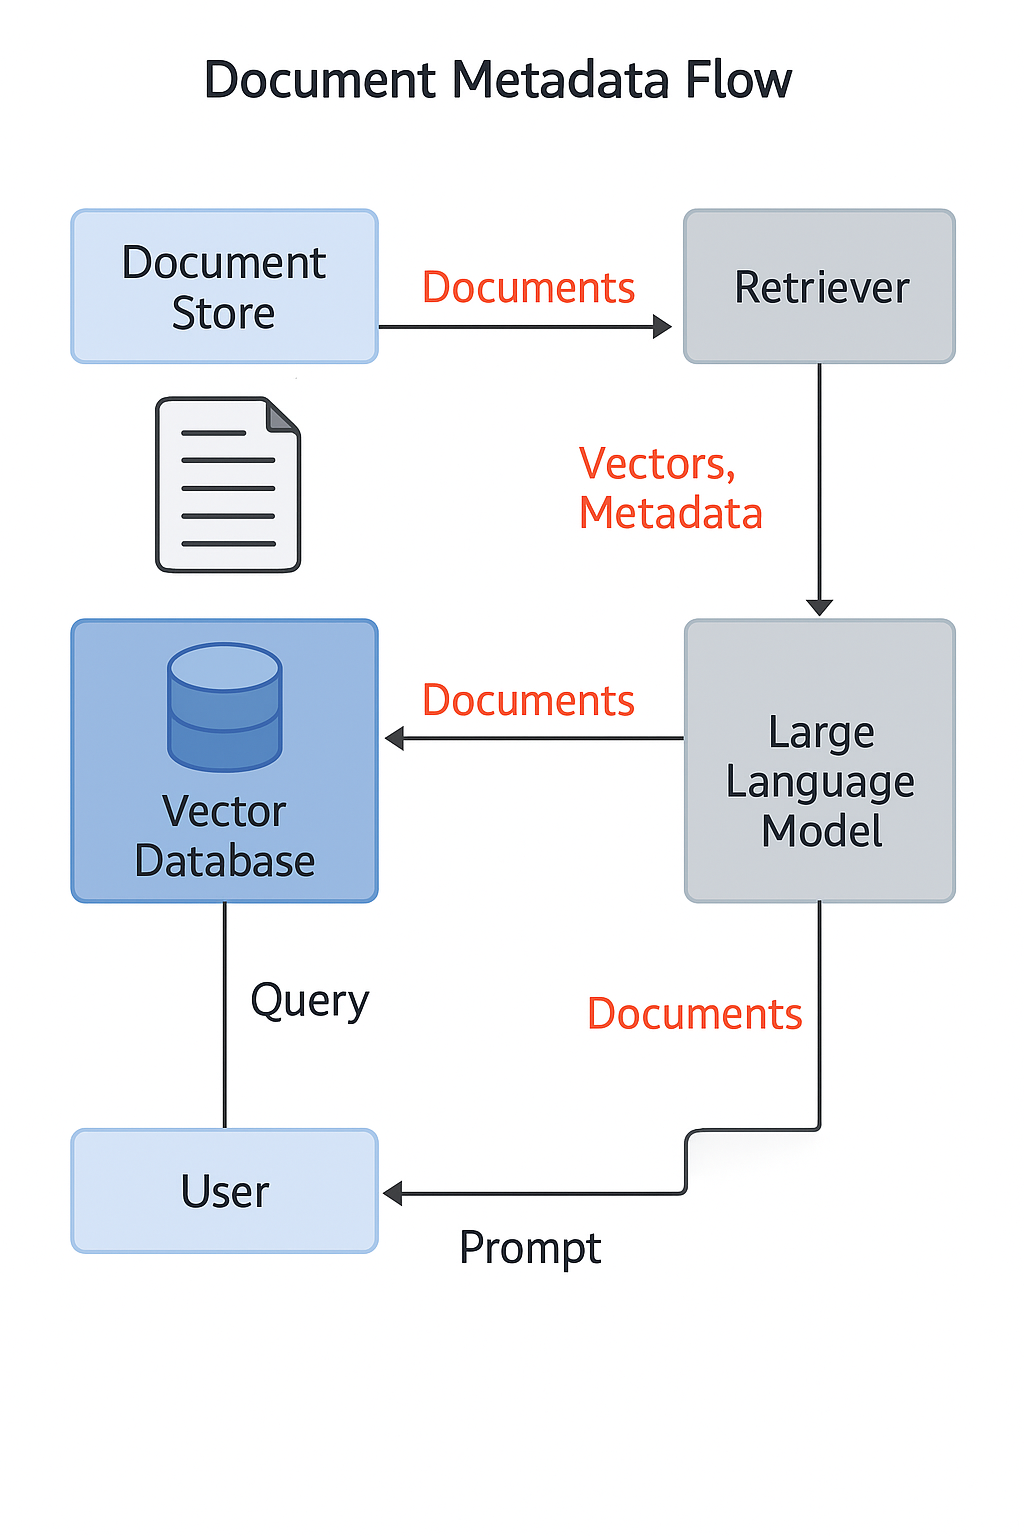 Document Metadata Flow
Document
Store
Documents
Retriever
Vectors,
Metadata
Vector
Database
Documents
Large
Language
Model
Query
Documents
User
Prompt